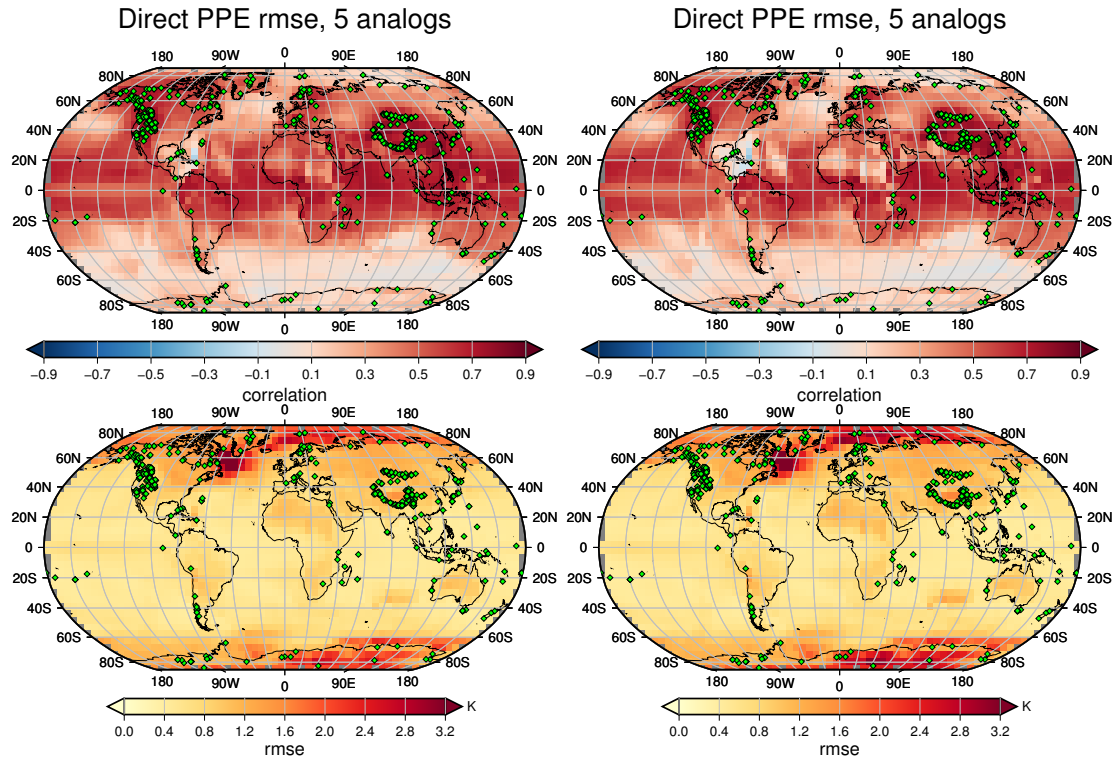 Direct PPE rmse, 5 analogs Direct PPE rmse, 5 analogs
180 90W 0 90E 180 180 90W 0 90E 180
80N 80N 80N 80N
60N 60N 60N 60N
40N 40N 40N 40N
20N 20N 20N 20N
0 0 0 0
20S 20S 20S 20S
40S 40S 40S 40S
60S 60S 60S 60S
80S 80S 80S 80S
180 90W 0 90E 180 180 90W 0 90E 180
−0.9 −0.7 −0.5 −0.3 −0.1 0.1 0.3 0.5 0.7 0.9 −0.9 −0.7 −0.5 −0.3 −0.1 0.1 0.3 0.5 0.7 0.9
correlation correlation
180 90W 0 90E 180 180 90W 0 90E 180
80N 80N 80N 80N
60N 60N 60N 60N
40N 40N 40N 40N
20N 20N 20N 20N
0 0 0 0
20S 20S 20S 20S
40S 40S 40S 40S
60S 60S 60S 60S
80S 80S 80S 80S
180 90W 0 90E 180 180 90W 0 90E 180
0.0 0.4 0.8 1.2 1.6 2.0 2.4 2.8 3.2 K 0.0 0.4 0.8 1.2 1.6 2.0 2.4 2.8 3.2 K
rmse rmse